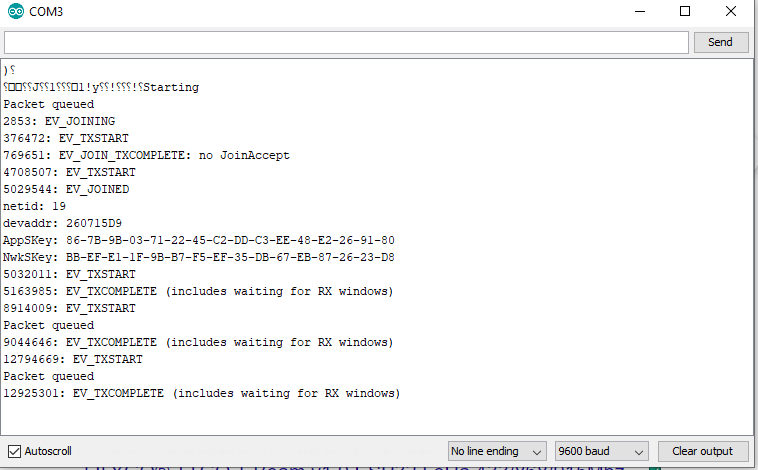 COM3
Send
Starting
Packet queued
2853: EV_JOINING
376472: EV_TXSTART
769651: EV_JOIN_TXCOMPLETE: no JoinAccept
4708507: EV_TXSTART
5029544: EV_JOINED
netid: 19
devaddr: 260715D9
AppSKey: 86-7B-9B-03-71-22-45-C2-DD-C3-EE-48-E2-26-91-80
NwkSKey: BB-EF-E1-1F-9B-B7-F5-EF-35-DB-67-EB-87-26-23-D8
5032011: EV_TXSTART
5163985: EV_TXCOMPLETE (includes waiting for RX windows)
8914009: EV_TXSTART
Packet queued
9044646: EV_TXCOMPLETE (includes waiting for RX windows)
12794669: EV_TXSTART
Packet queued
12925301: EV_TXCOMPLETE (includes waiting for RX windows)
Autoscroll
No line ending
9600 baud
Clear output